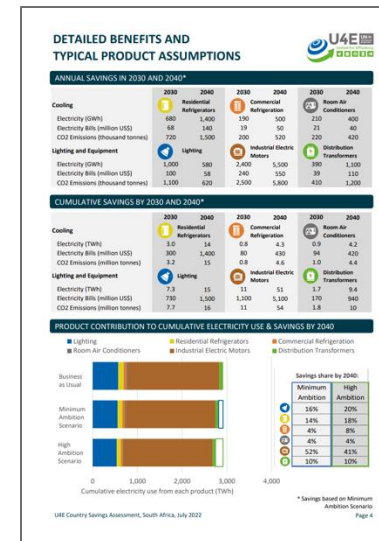 DETAILED BENEFITS AND
TYPICAL PRODUCT ASSUMPTIONS
U4E
ANNUAL SAVINGS IN 2030 AND 2040*
2030 2040 2030 2040 2030 2040
Cooling Residential Refrigerators Commercial Refrigeration Room Air Conditioners
Electricity (GWh) 680 1,400 190 500 210 400
Electricity Bills (million US$) 68 140 19 50 21 40
CO2 Emissions (thousand tonnes) 720 1,500 200 520 220 420
Lighting and Equipment Lighting Industrial Electric Motors Distribution Transformers
Electricity (GWh) 1,000 580 2,400 5,500 390 1,100
Electricity Bills (million US$) 100 58 240 550 39 110
CO2 Emissions (thousand tonnes) 1,100 620 2,500 5,800 410 1,200
CUMULATIVE SAVINGS BY 2030 AND 2040*
2030 2040 2030 2040 2030 2040
Cooling Residential Refrigerators Commercial Refrigeration Room Air Conditioners
Electricity (TWh) 3.0 14 0.8 4.3 0.9 4.2
Electricity Bills (million US$) 300 1,400 80 430 94 420
CO2 Emissions (million tonnes) 3.2 15 0.8 4.6 1.0 4.4
Lighting and Equipment Lighting Industrial Electric Motors Distribution Transformers
Electricity (TWh) 7.3 15 11 51 1.7 9.4
Electricity Bills (million US$) 730 1,500 1,100 5,100 170 940
CO2 Emissions (million tonnes) 7.7 16 11 54 1.8 10
PRODUCT CONTRIBUTION TO CUMULATIVE ELECTRICITY USE & SAVINGS BY 2040
Lighting Residential Refrigerators Commercial Refrigeration
Room Air Conditioners Industrial Electric Motors Distribution Transformers
Business
as Usual
Minimum
Ambition
Scenario
High
Ambition
Scenario
0 1,000 2,000 3,000 4,000
Cumulative electricity use from each product (TWh)
Savings share by 2040:
Minimum Ambition High Ambition
16% 20%
14% 18%
4% 8%
4% 4%
52% 41%
10% 10%
* Savings based on Minimum
Ambition Scenario
U4E Country Savings Assessment, South Africa, July 2022 Page 4